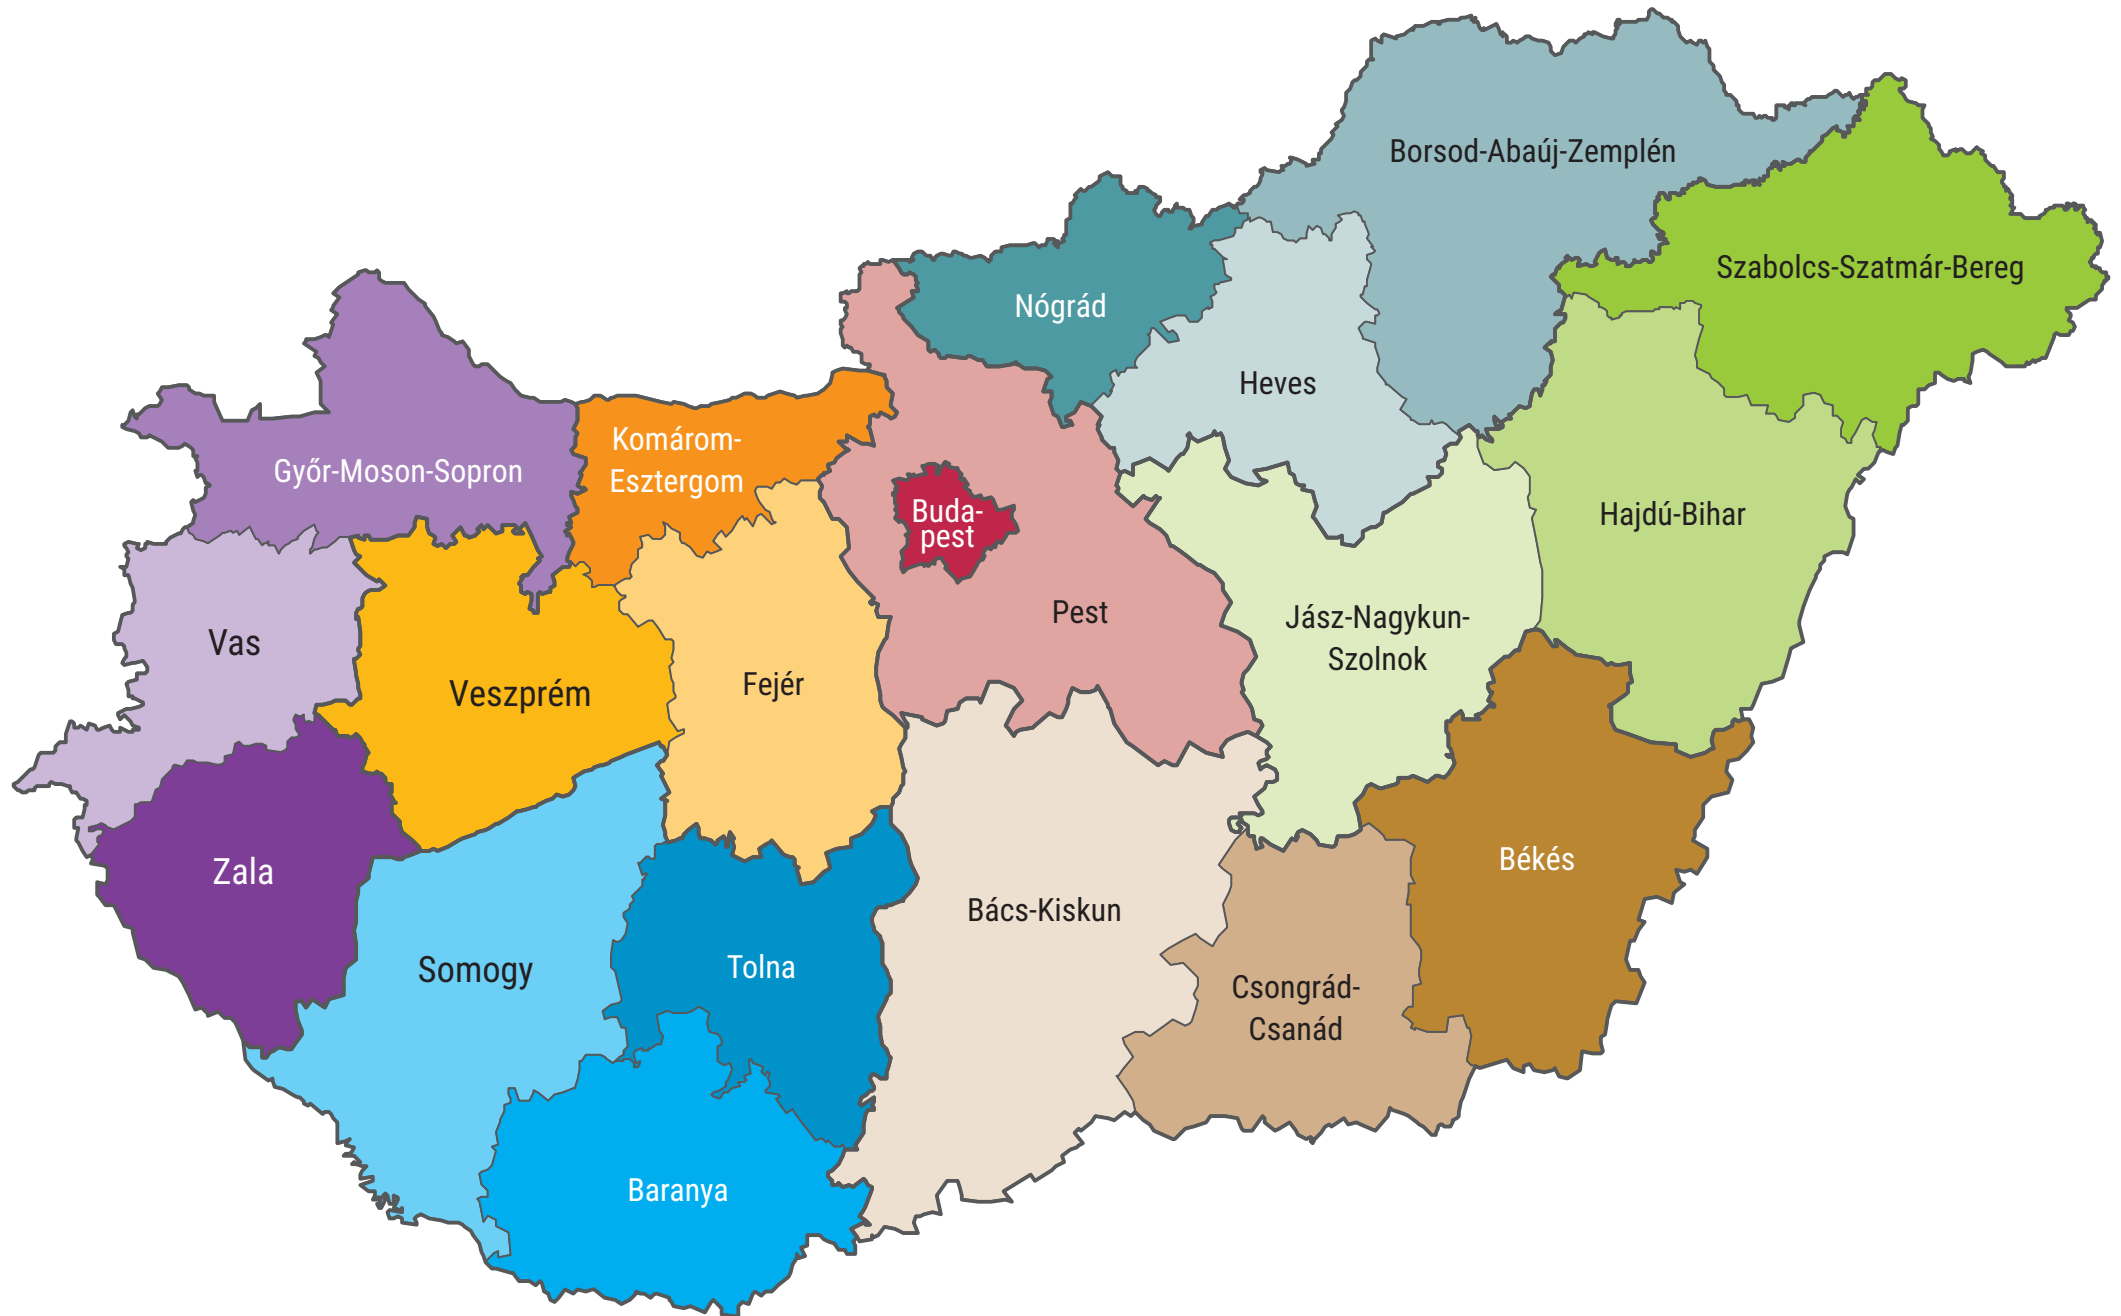 Borsod-Abaúj-Zemplén
Szabolcs-Szatmár-Bereg
Nógrád
Heves
Komárom-
Esztergom
Győr-Moson-Sopron
Buda-
pest
Hajdú-Bihar
Pest
Jász-Nagykun-
Szolnok
Vas
Veszprém
Fejér
Zala
Békés
Bács-Kiskun
Somogy
Tolna
Csongrád-
Csanád
Baranya